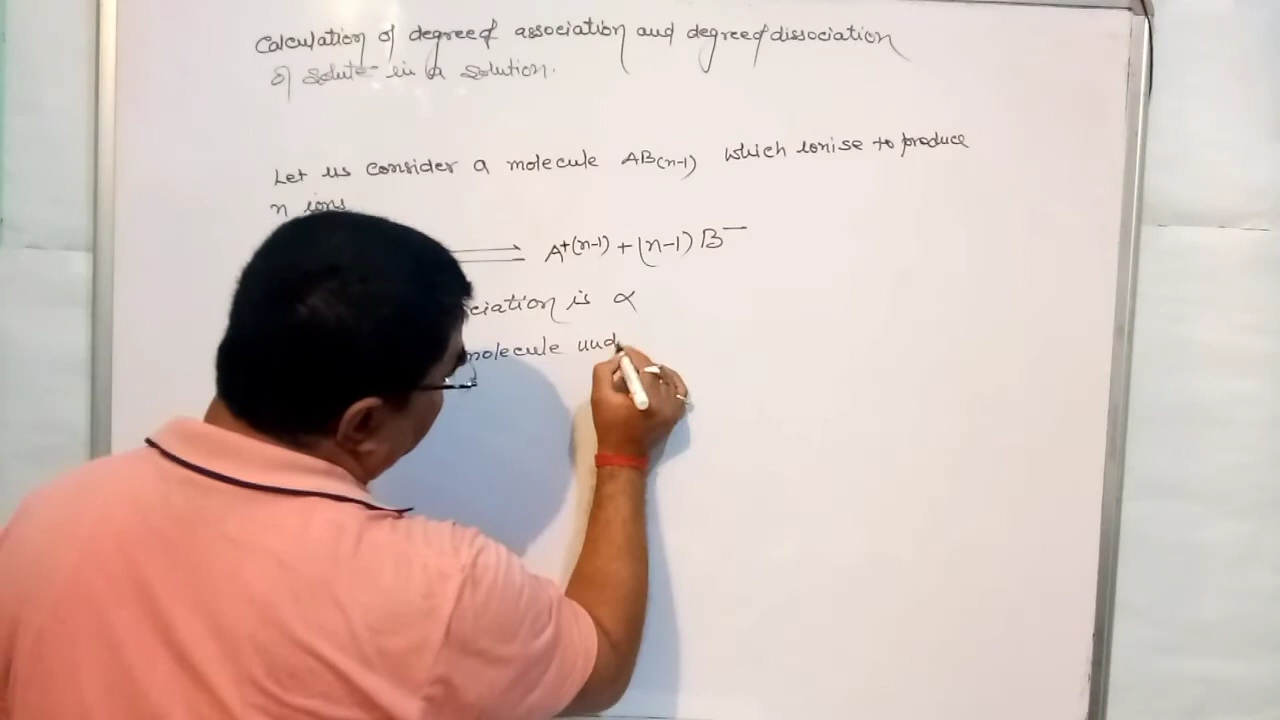 Calculation of degree of association and degree of dissociation
of solute in a solution.
Let us consider a molecule AB(n-1) which ionise to produce
n ions
⇌ A+(n-1) + (n-1) B‾
ciation is α
molecule und